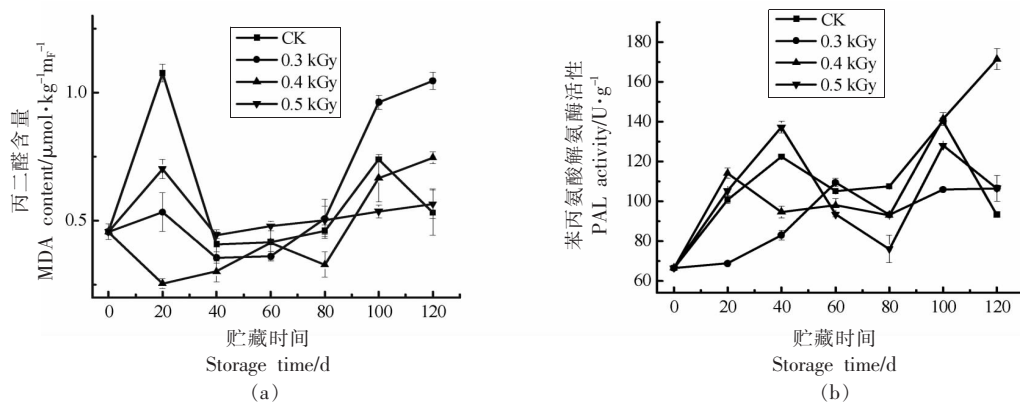 CK
0.3 kGy
0.4 kGy
0.5 kGy
1.0
0.5
丙二醛含量
MDA content/μmol·kg⁻¹m_F⁻¹
0 20 40 60 80 100 120
贮藏时间
Storage time/d
(a)
CK
0.3 kGy
0.4 kGy
0.5 kGy
180
160
140
120
100
80
60
苯丙氨酸解氨酶活性
PAL activity/U·g⁻¹
0 20 40 60 80 100 120
贮藏时间
Storage time/d
(b)